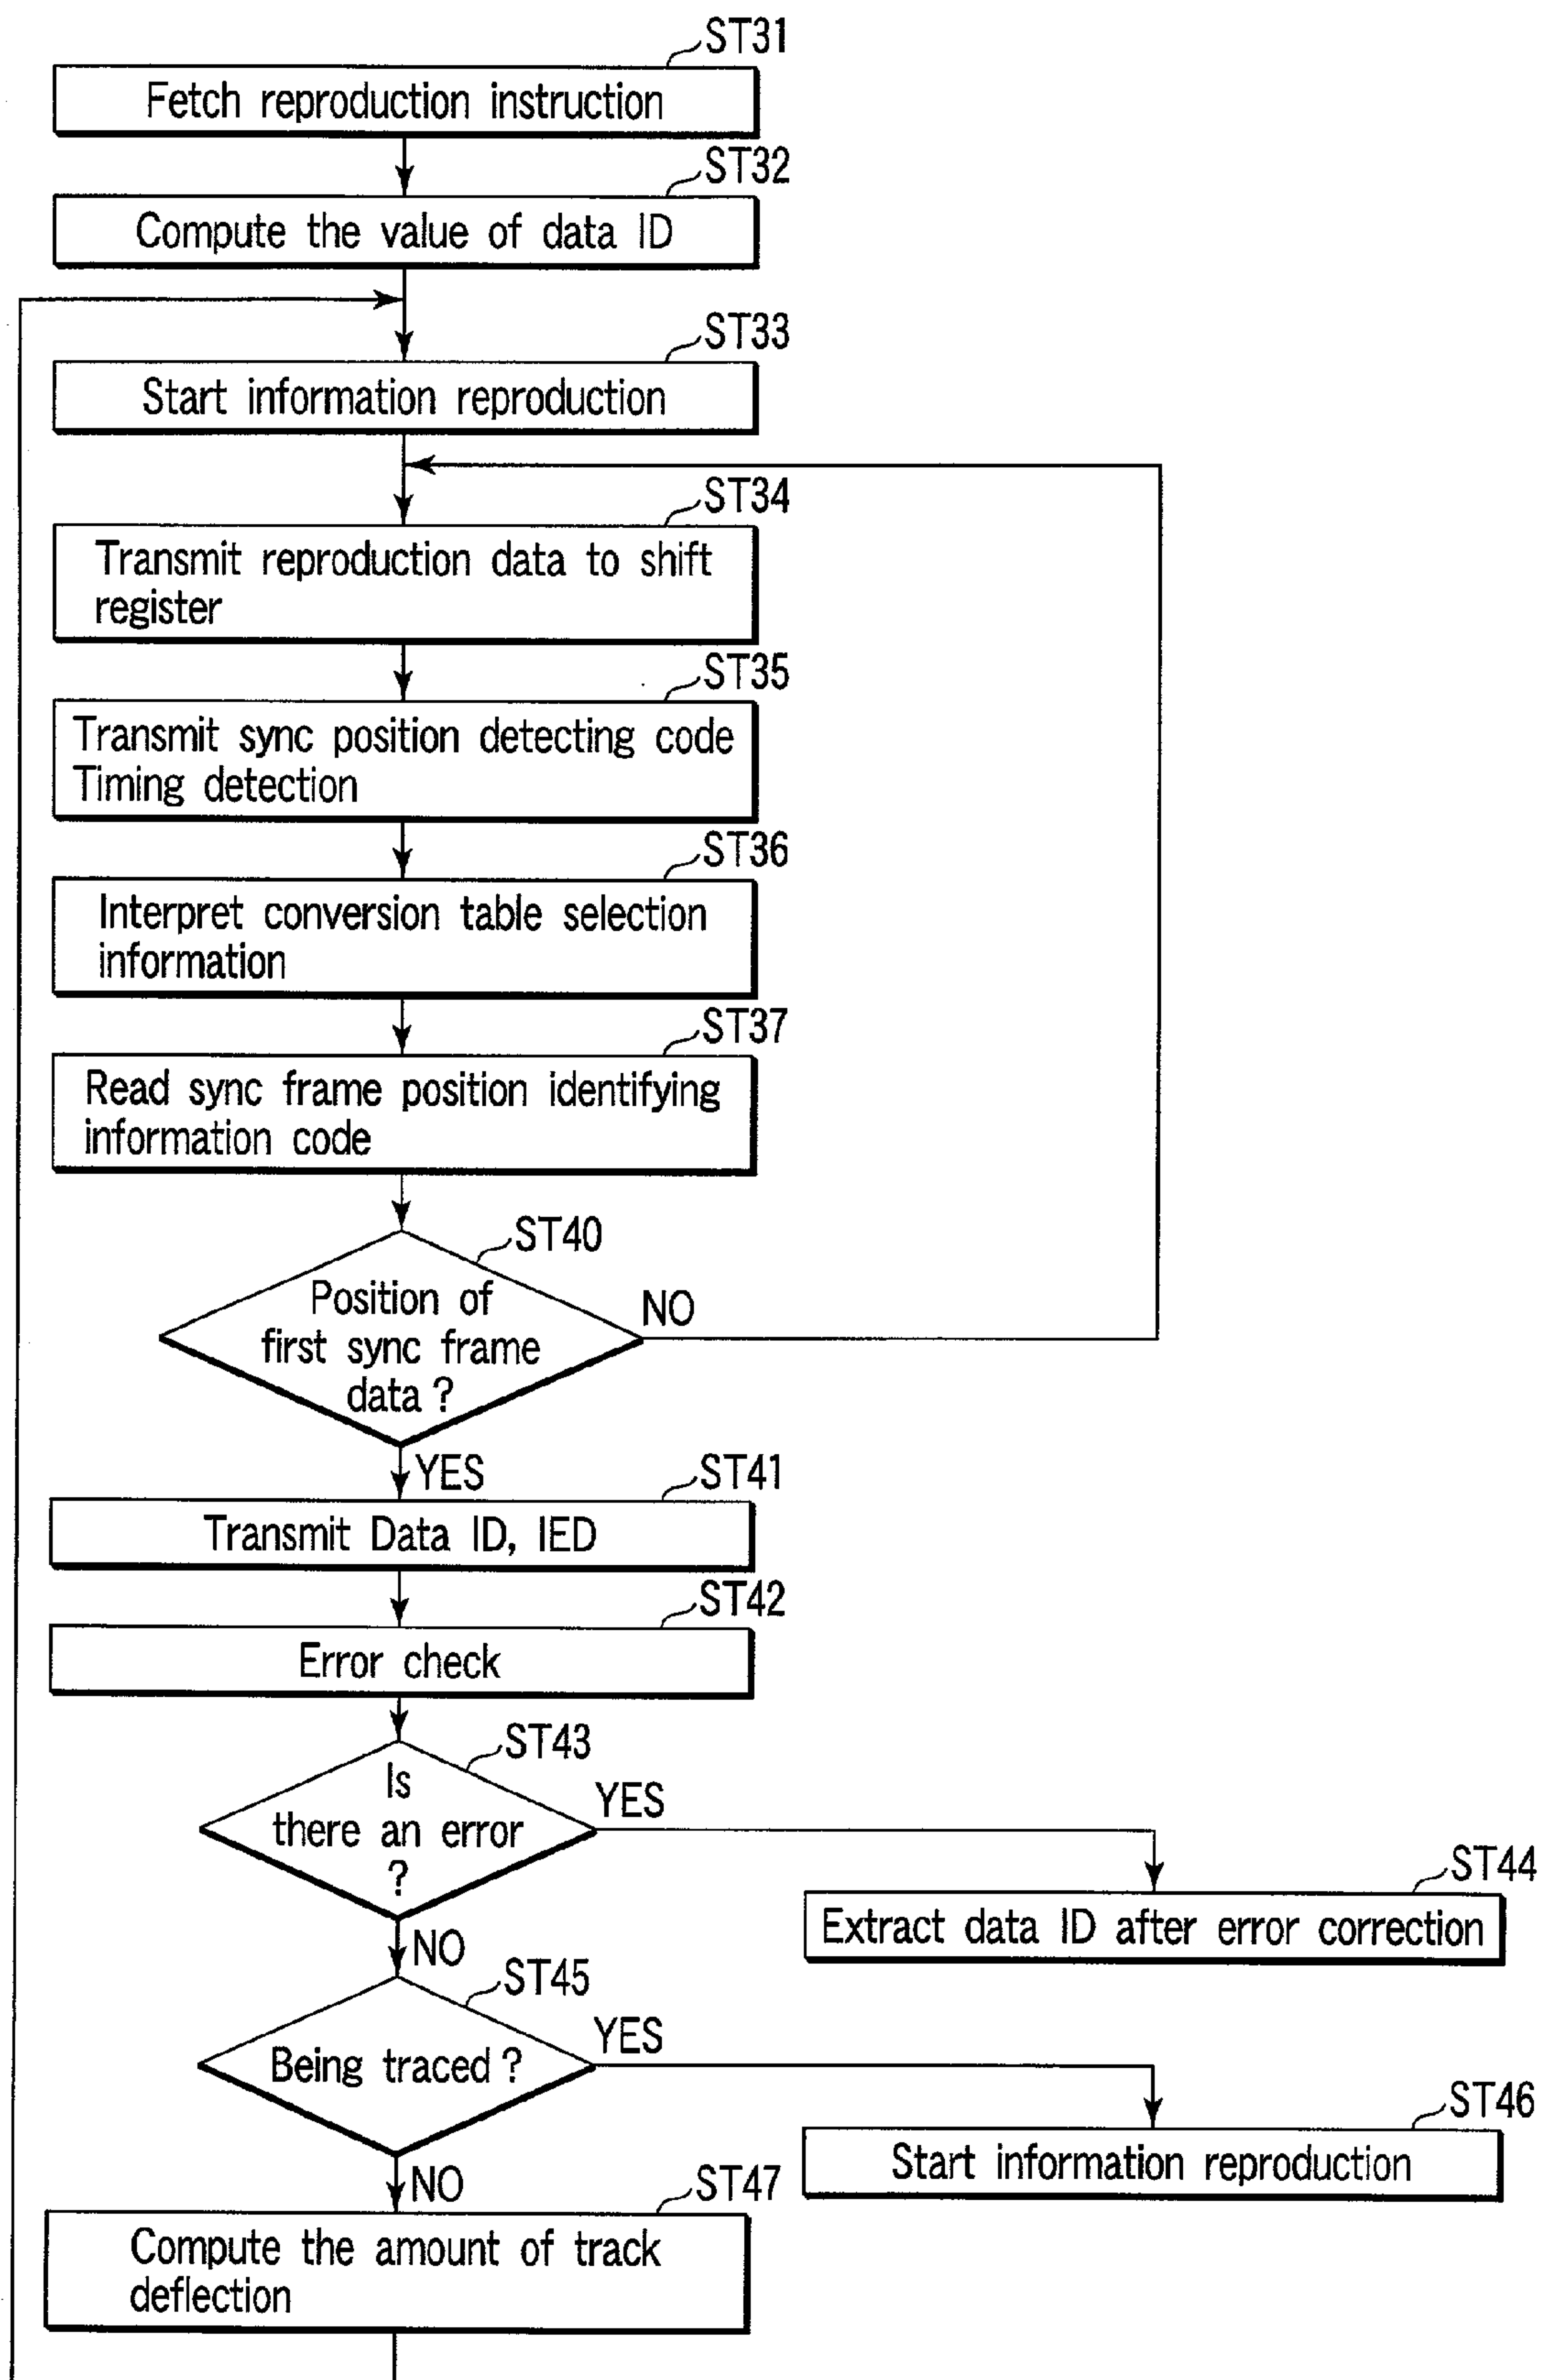 ST31
Fetch reproduction instruction
ST32
Compute the value of data ID
ST33
Start information reproduction
ST34
Transmit reproduction data to shift
register
ST35
Transmit sync position detecting code
Timing detection
ST36
Interpret conversion table selection
information
ST37
Read sync frame position identifying
information code
ST40
Position of
first sync frame
data ?
NO
YES
ST41
Transmit Data ID, IED
ST42
Error check
ST43
Is
there an error
?
YES
ST44
Extract data ID after error correction
NO
ST45
Being traced ?
YES
ST46
Start information reproduction
NO
ST47
Compute the amount of track
deflection